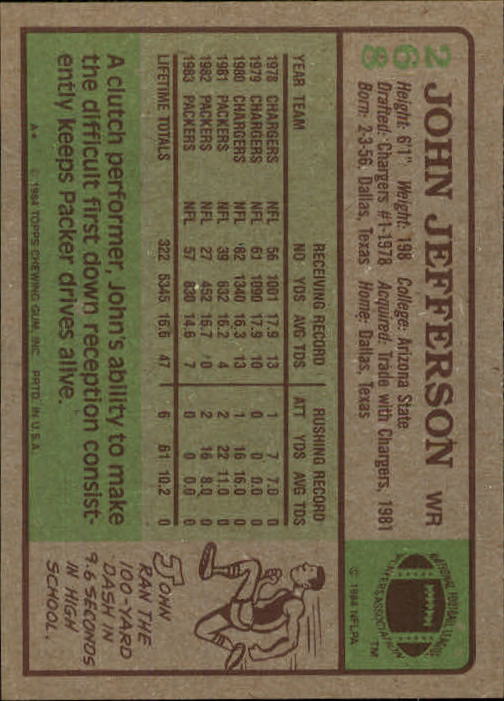 268
JOHN JEFFERSON WR
Height: 6'1" Weight: 198 College: Arizona State
Drafted: Chargers #1-1978 Acquired: Trade with Chargers, 1981
Born: 2-3-56, Dallas, Texas Home: Dallas, Texas
NATIONAL FOOTBALL LEAGUE
PLAYERS ASSOCIATION
TM
© 1984 NFLPA
RECEIVING RECORD RUSHING RECORD
YEAR TEAM NO YDS AVG TDS ATT YDS AVG TDS
1978 CHARGERS NFL 56 1001 17.9 13 1 7 7.0 0
1979 CHARGERS NFL 61 1090 17.9 10 0 0 0.0 0
1980 CHARGERS NFL 82 1340 16.3 13 1 16 16.0 0
1981 PACKERS NFL 39 632 16.2 4 2 22 11.0 0
1982 PACKERS NFL 27 452 16.7 0 2 16 8.0 0
1983 PACKERS NFL 57 830 14.6 7 0 0 0.0 0
LIFETIME TOTALS 322 5345 16.6 47 6 61 10.2 0
A clutch performer, John's ability to make
the difficult first down reception consist-
ently keeps Packer drives alive.
A* © 1984 TOPPS CHEWING GUM, INC. PRTD. IN U.S.A.
JOHN
RAN THE
100-YARD
DASH IN
9.6 SECONDS
IN HIGH
SCHOOL.